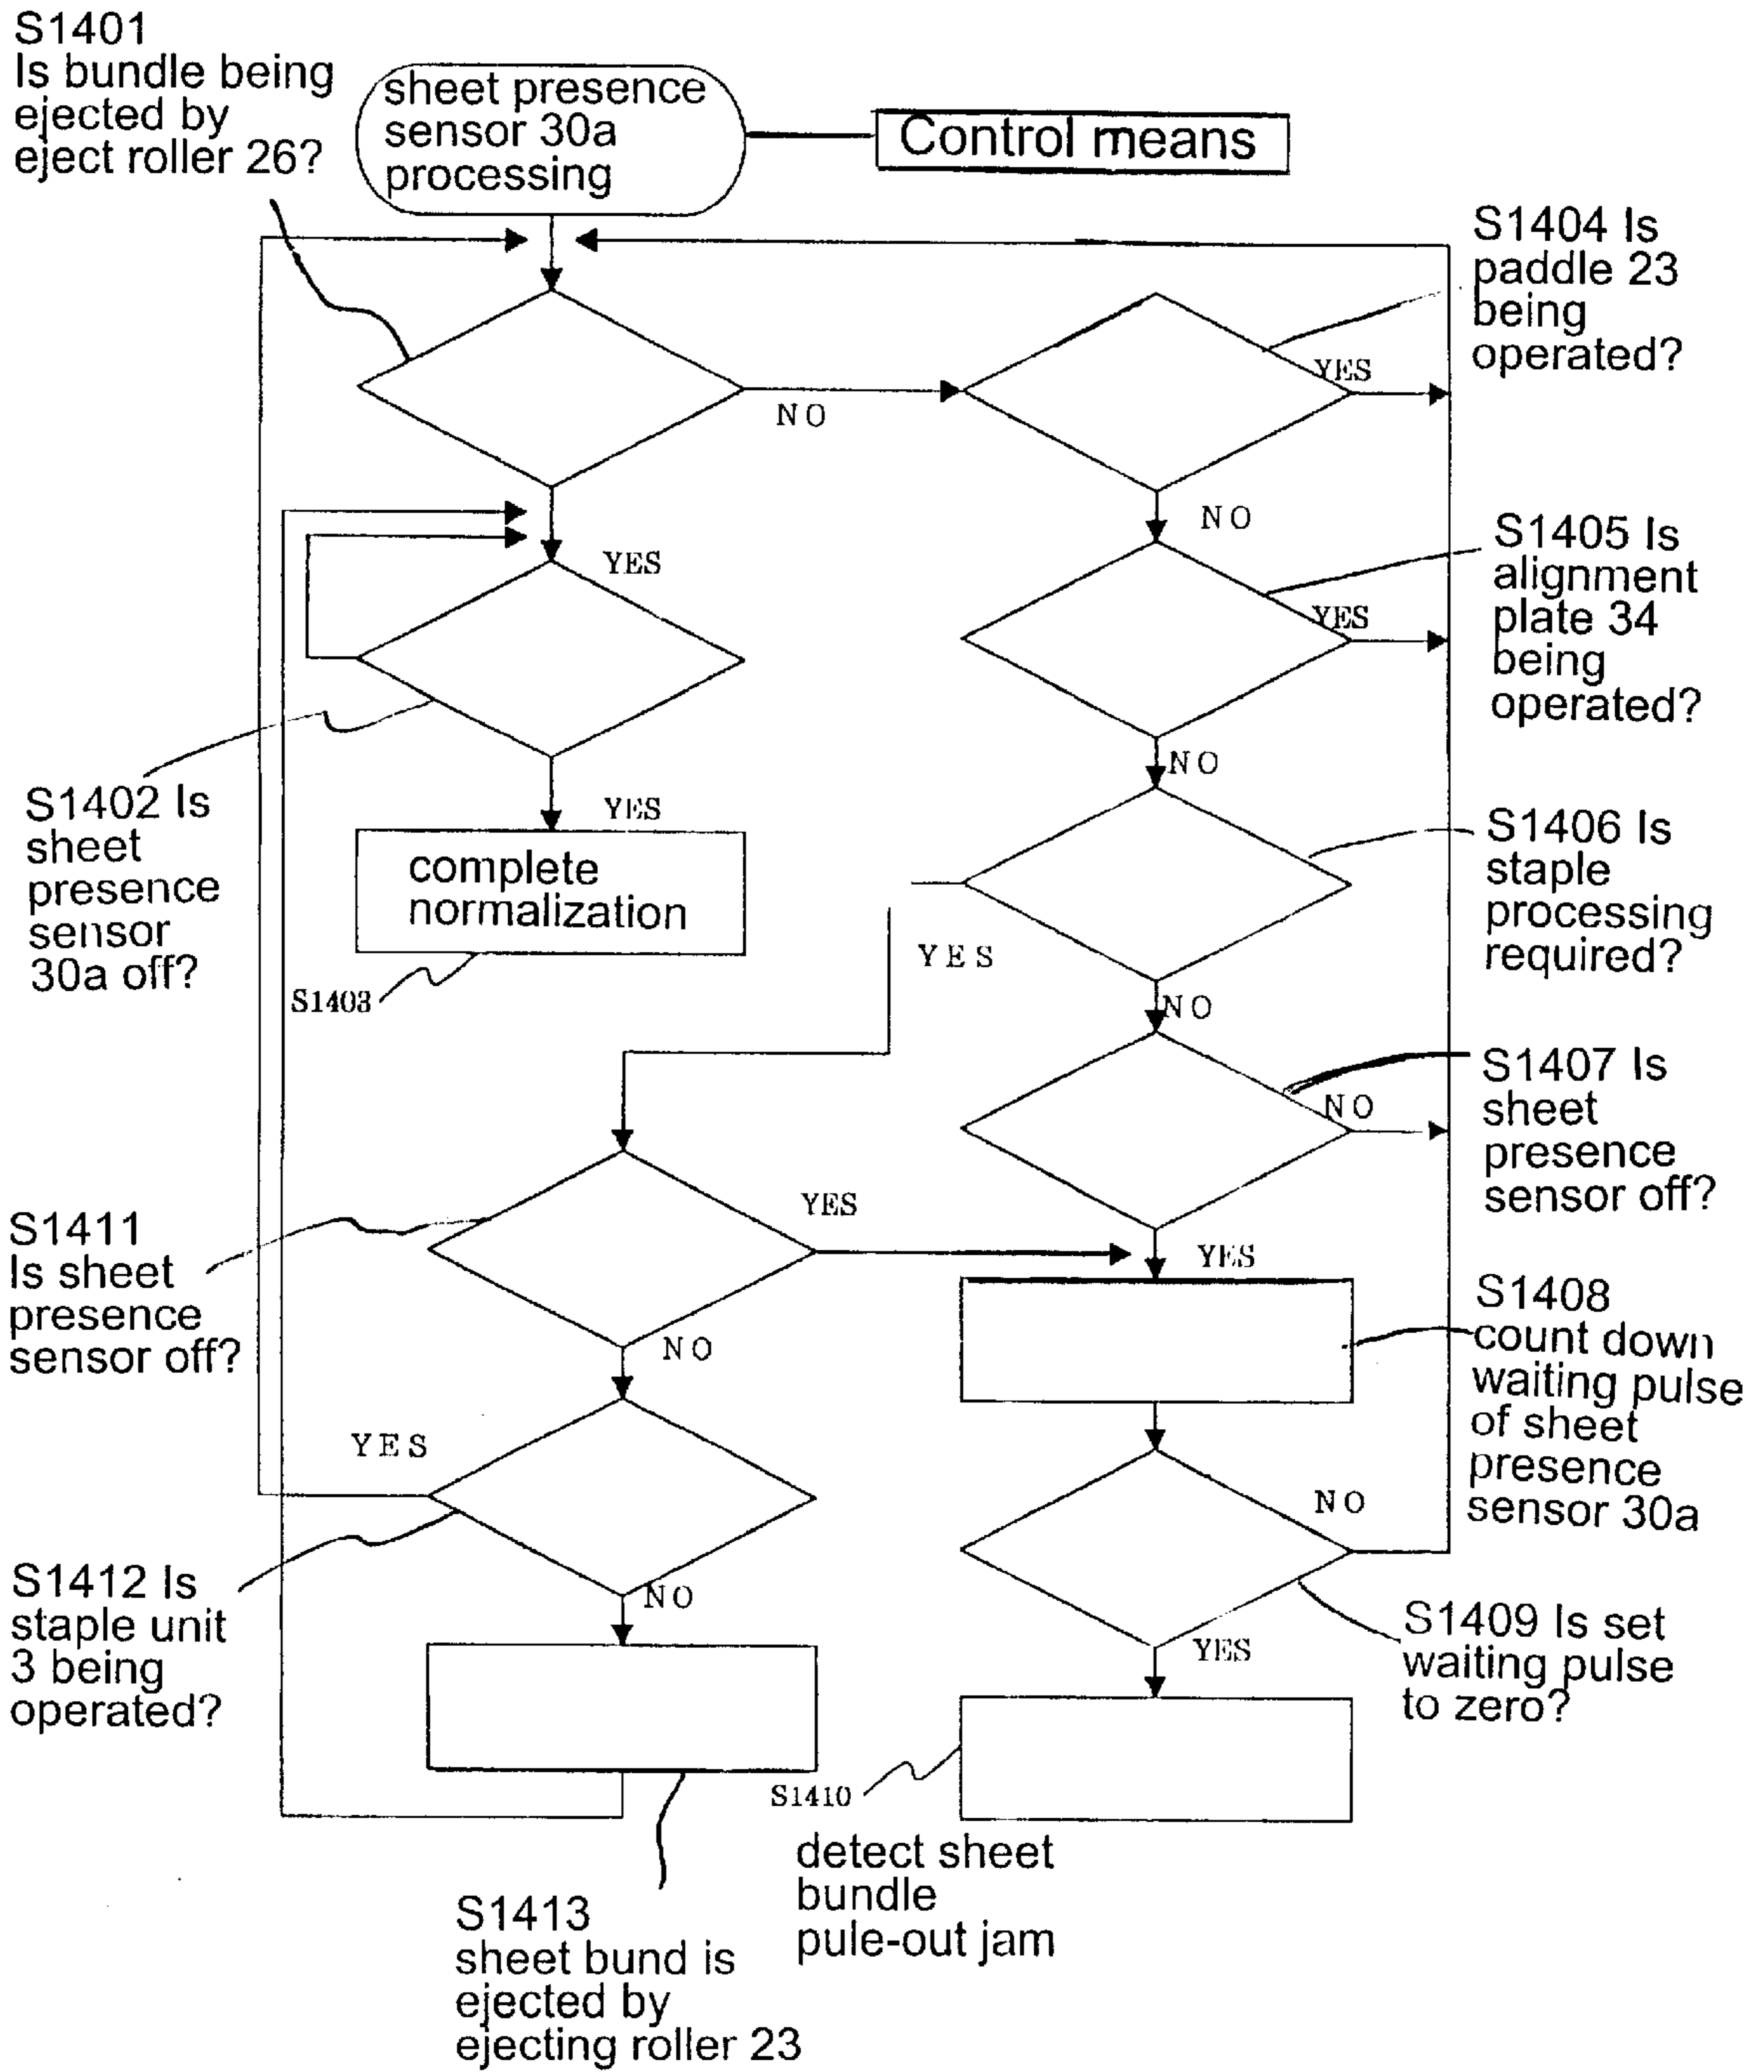 S1401
Is bundle being
ejected by
eject roller 26?
sheet presence
sensor 30a
processing
Control means
S1404 Is
paddle 23
being
operated?
YES
NO
NO
S1405 Is
alignment
plate 34
being
operated?
YES
YES
NO
S1402 Is
sheet
presence
sensor
30a off?
YES
complete
normalization
S1403
S1406 Is
staple
processing
required?
YES
NO
S1407 Is
sheet
presence
sensor off?
NO
YES
S1411
Is sheet
presence
sensor off?
YES
NO
S1408
count down
waiting pulse
of sheet
presence
sensor 30a
YES
NO
S1412 Is
staple unit
3 being
operated?
NO
S1409 Is set
waiting pulse
to zero?
YES
S1410
detect sheet
bundle
pule-out jam
S1413
sheet bund is
ejected by
ejecting roller 23